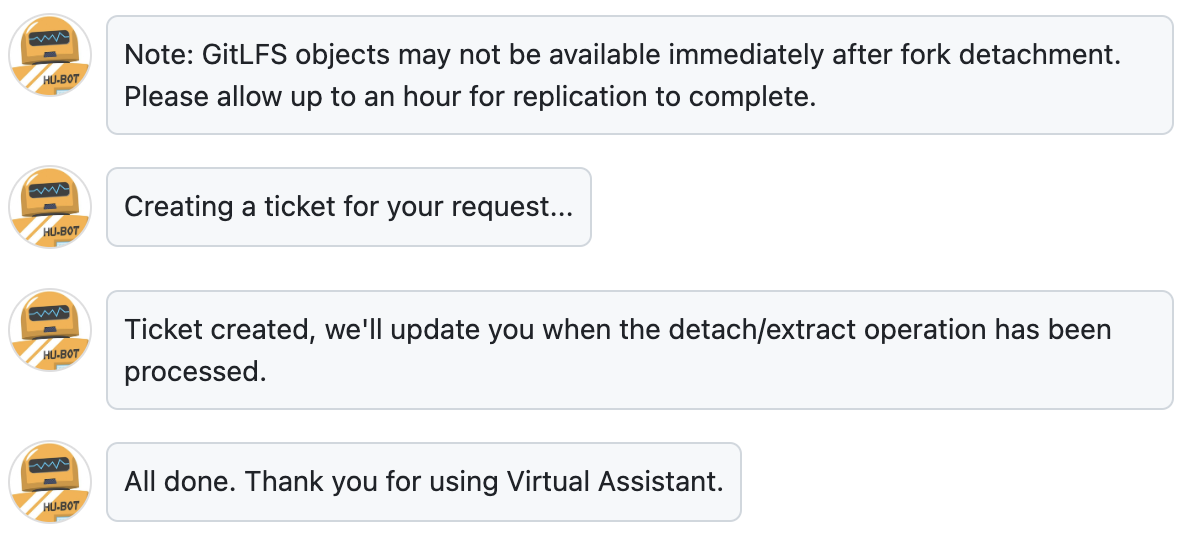 HU-BOT
Note: GitLFS objects may not be available immediately after fork detachment.
Please allow up to an hour for replication to complete.
HU-BOT
Creating a ticket for your request...
HU-BOT
Ticket created, we'll update you when the detach/extract operation has been
processed.
HU-BOT
All done. Thank you for using Virtual Assistant.